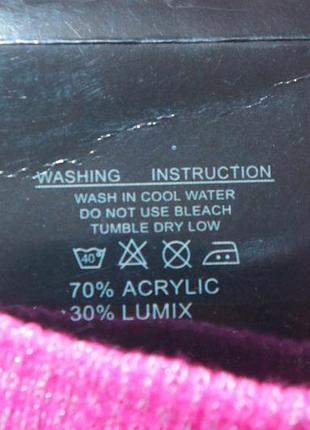 WASHING INSTRUCTION
WASH IN COOL WATER
DO NOT USE BLEACH
TUMBLE DRY LOW
40
70% ACRYLIC
30% LUMIX